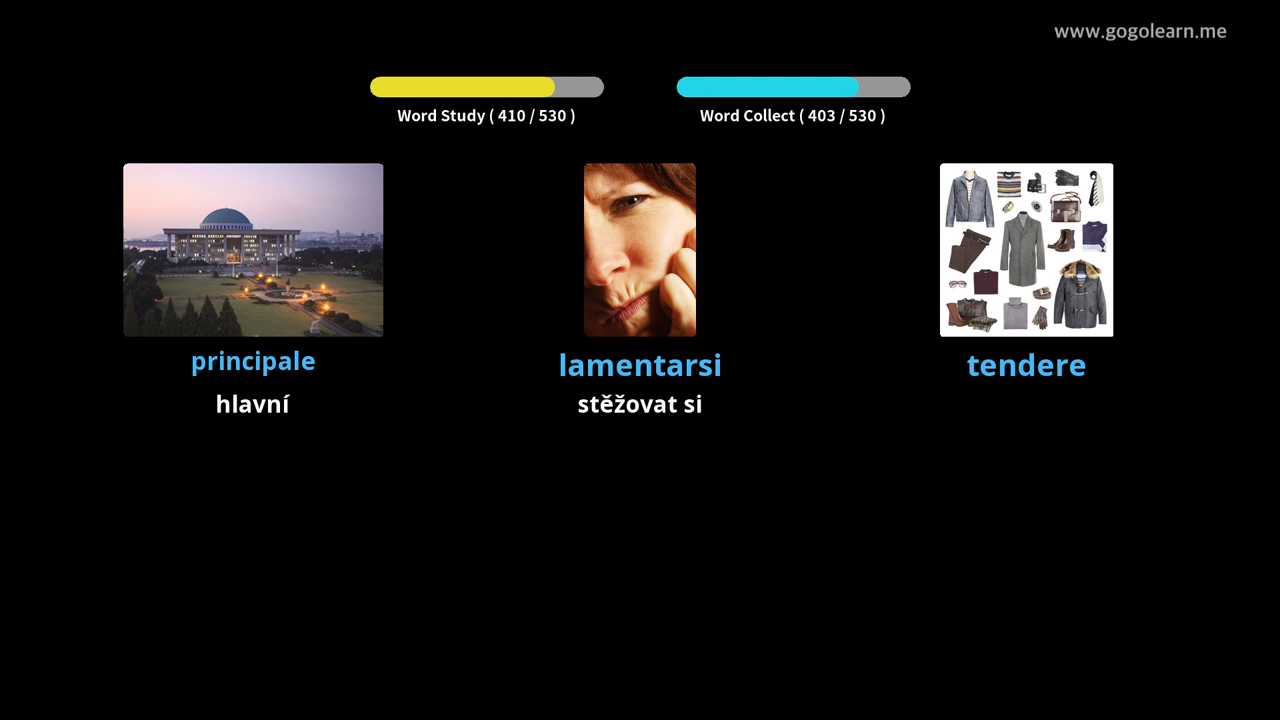 www.gogolearn.me
Word Study ( 410 / 530 )
Word Collect ( 403 / 530 )
principale
lamentarsi
tendere
hlavní
stěžovat si